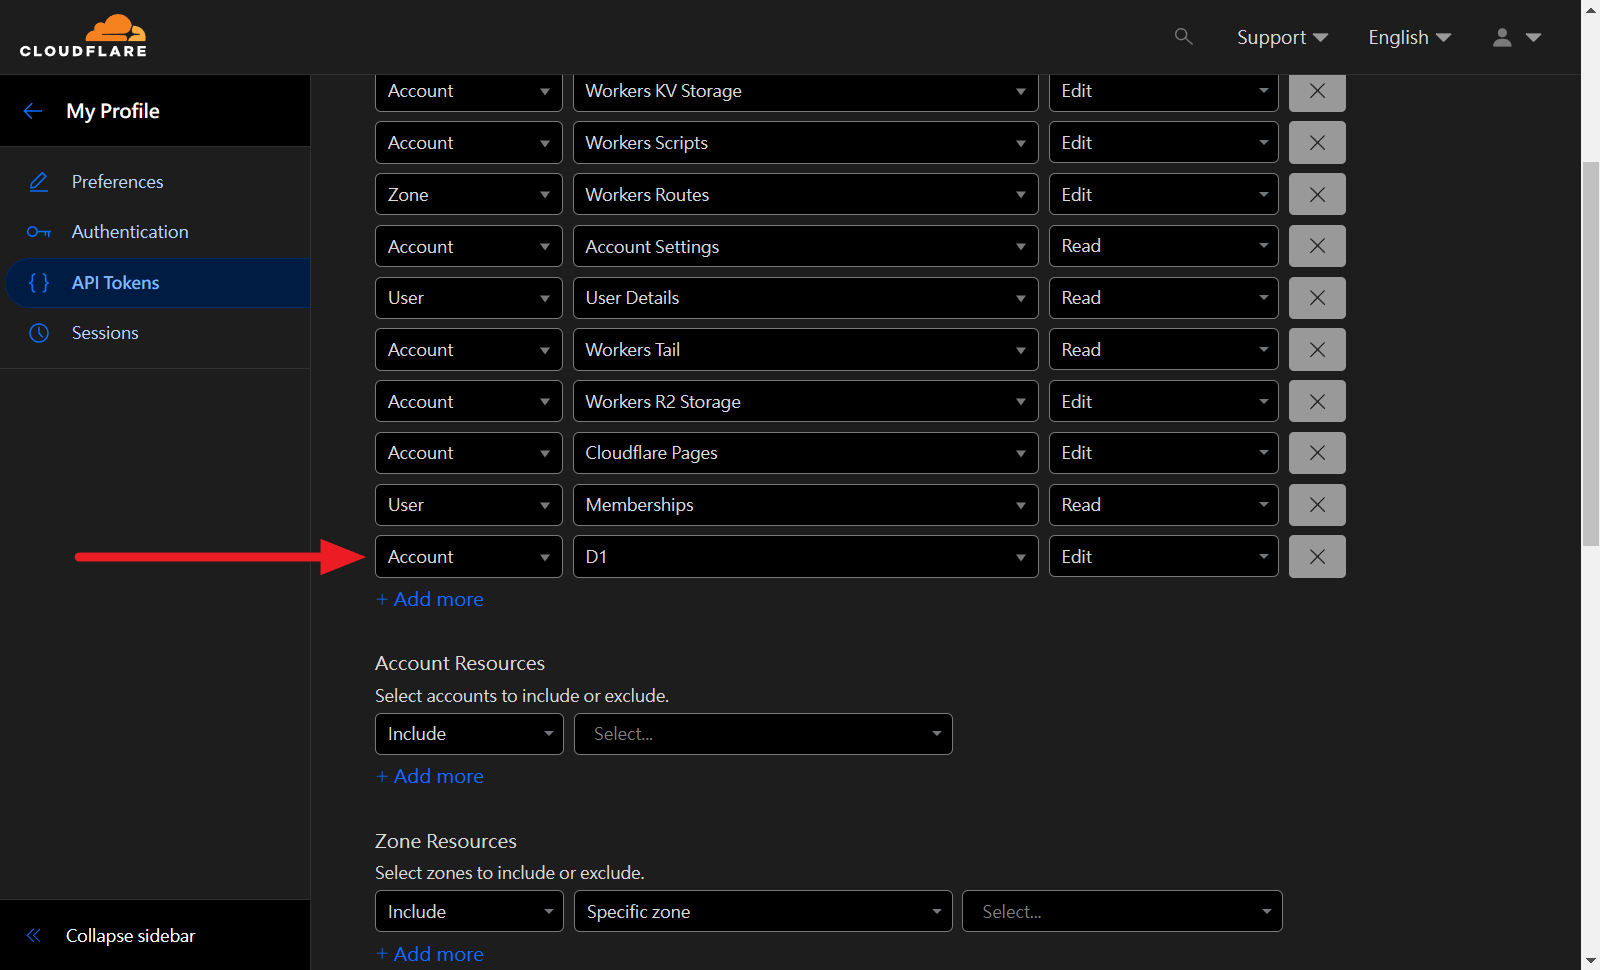 CLOUDFLARE
Support
English
My Profile
Preferences
Authentication
{ } API Tokens
Sessions
Collapse sidebar
Account Workers KV Storage Edit
Account Workers Scripts Edit
Zone Workers Routes Edit
Account Account Settings Read
User User Details Read
Account Workers Tail Read
Account Workers R2 Storage Edit
Account Cloudflare Pages Edit
User Memberships Read
Account D1 Edit
+ Add more
Account Resources
Select accounts to include or exclude.
Include Select...
+ Add more
Zone Resources
Select zones to include or exclude.
Include Specific zone Select...
+ Add more